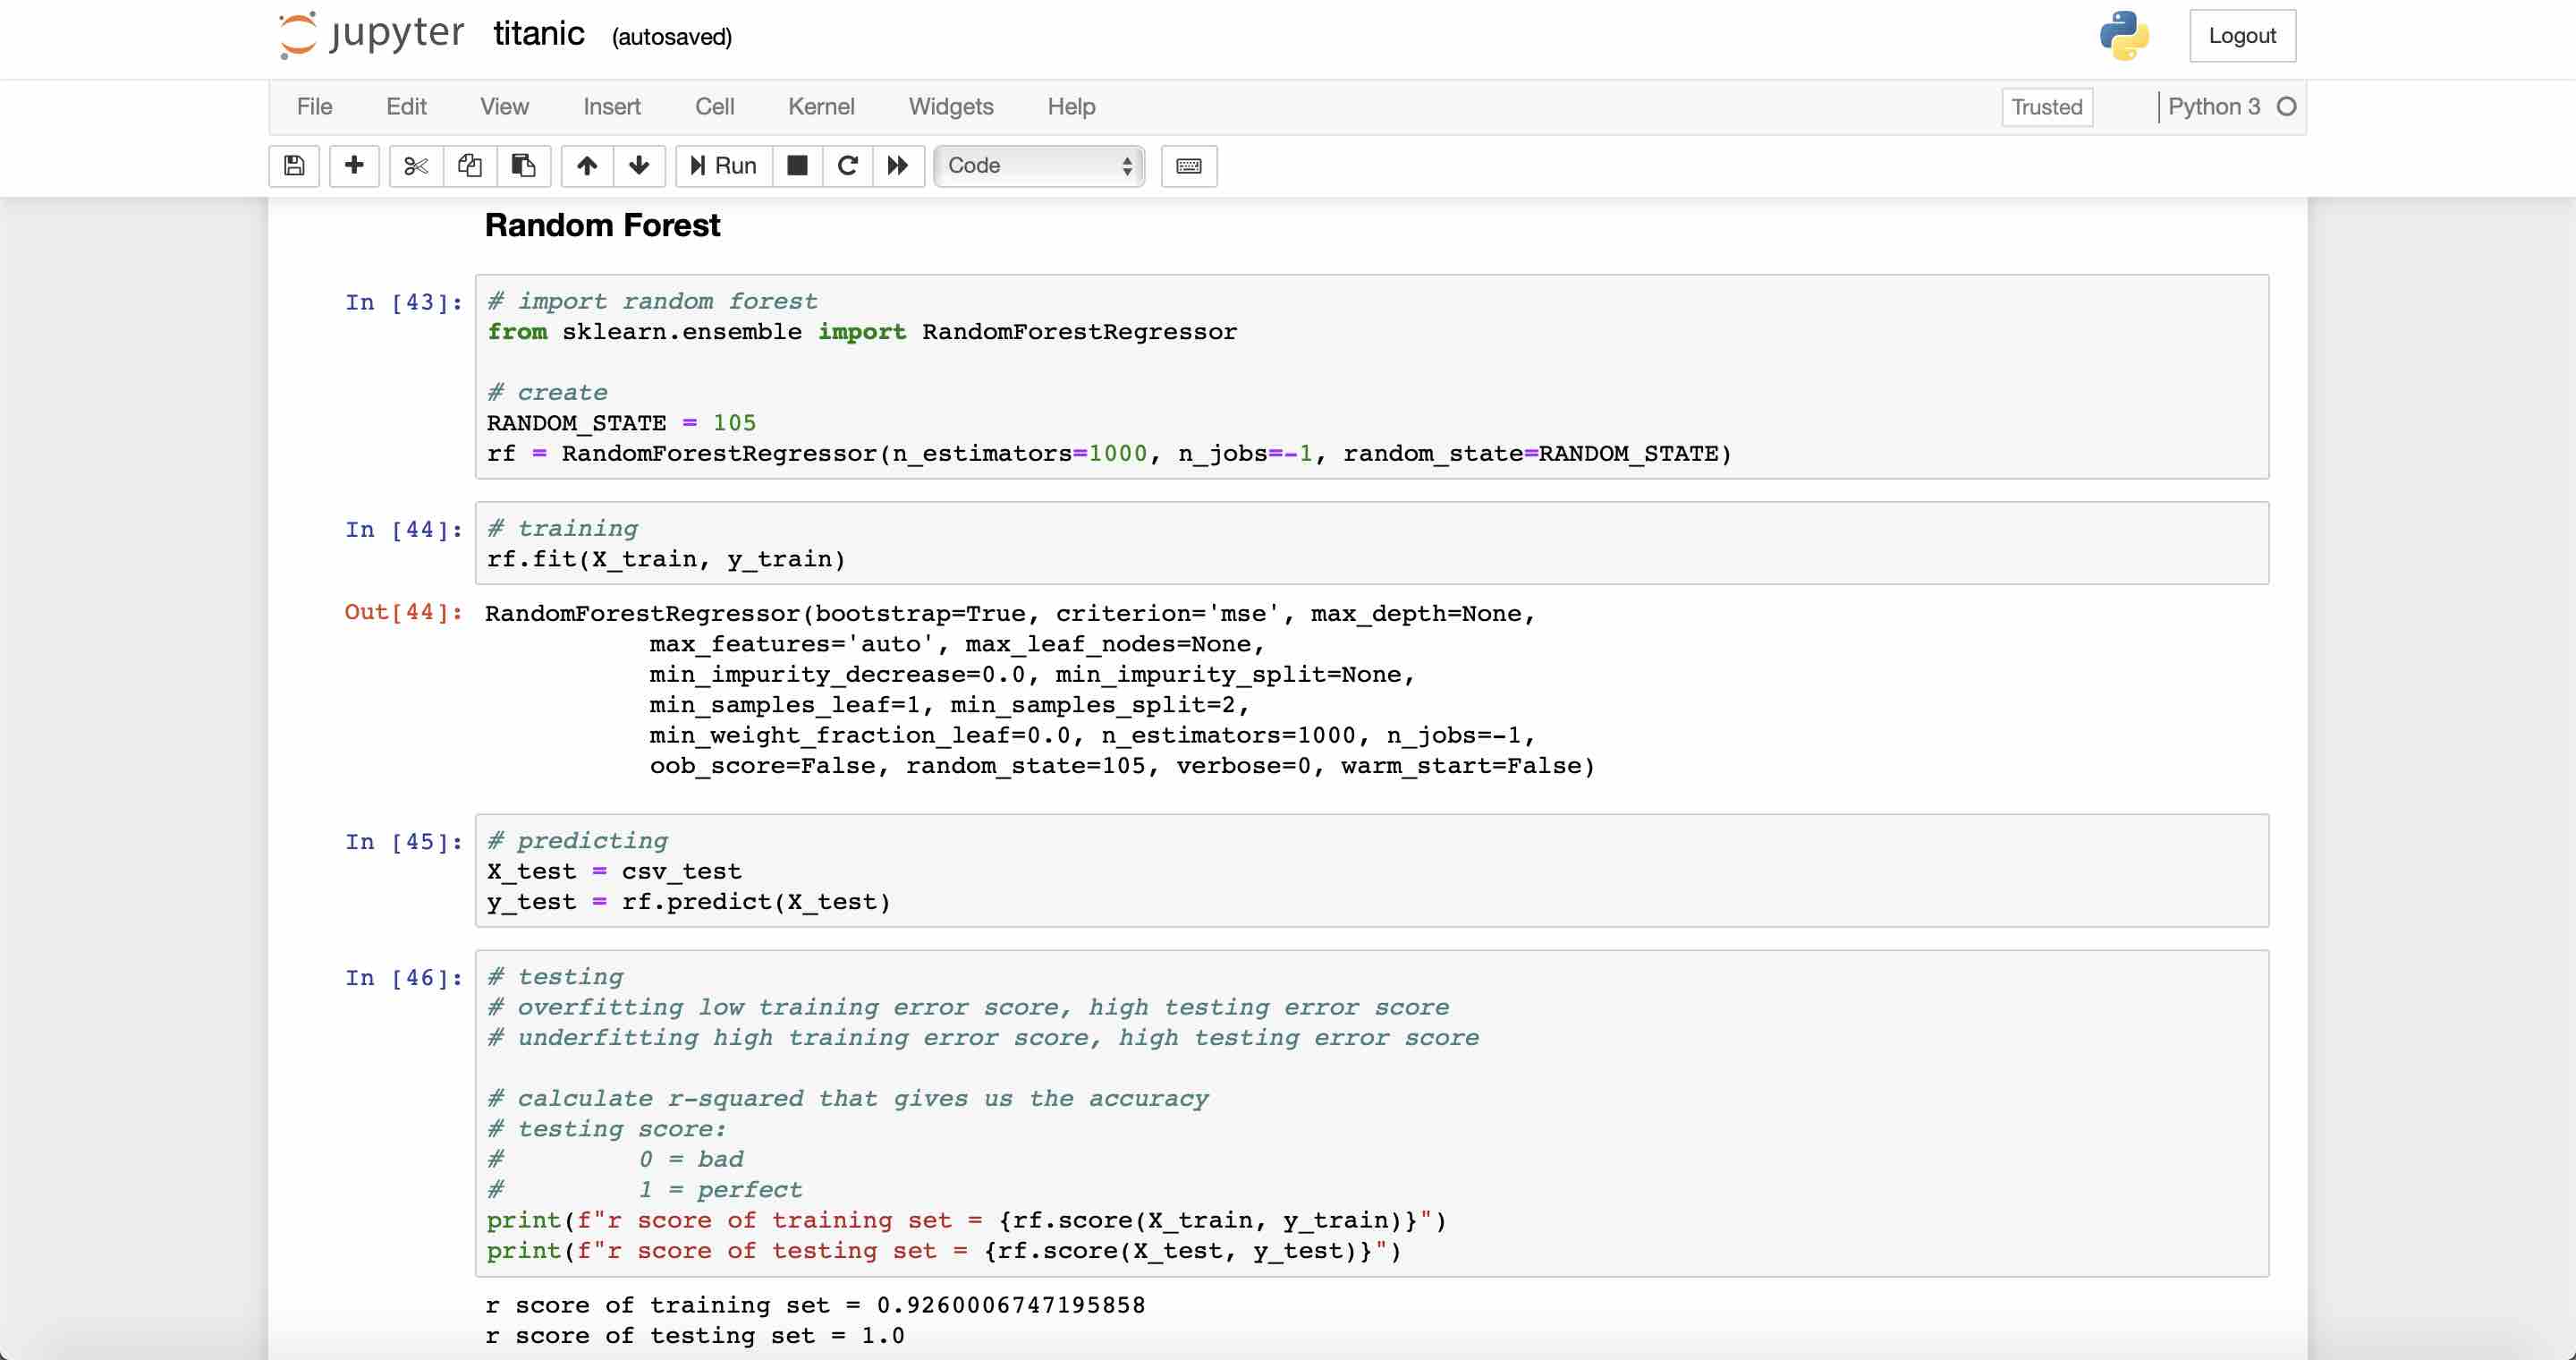 jupyter titanic (autosaved) Logout
File Edit View Insert Cell Kernel Widgets Help Trusted Python 3
Run Code
Random Forest
In [43]: # import random forest
from sklearn.ensemble import RandomForestRegressor
# create
RANDOM_STATE = 105
rf = RandomForestRegressor(n_estimators=1000, n_jobs=-1, random_state=RANDOM_STATE)
In [44]: # training
rf.fit(X_train, y_train)
Out[44]: RandomForestRegressor(bootstrap=True, criterion='mse', max_depth=None,
max_features='auto', max_leaf_nodes=None,
min_impurity_decrease=0.0, min_impurity_split=None,
min_samples_leaf=1, min_samples_split=2,
min_weight_fraction_leaf=0.0, n_estimators=1000, n_jobs=-1,
oob_score=False, random_state=105, verbose=0, warm_start=False)
In [45]: # predicting
X_test = csv_test
y_test = rf.predict(X_test)
In [46]: # testing
# overfitting low training error score, high testing error score
# underfitting high training error score, high testing error score
# calculate r-squared that gives us the accuracy
# testing score:
# 0 = bad
# 1 = perfect
print(f"r score of training set = {rf.score(X_train, y_train)}")
print(f"r score of testing set = {rf.score(X_test, y_test)}")
r score of training set = 0.9260006747195858
r score of testing set = 1.0